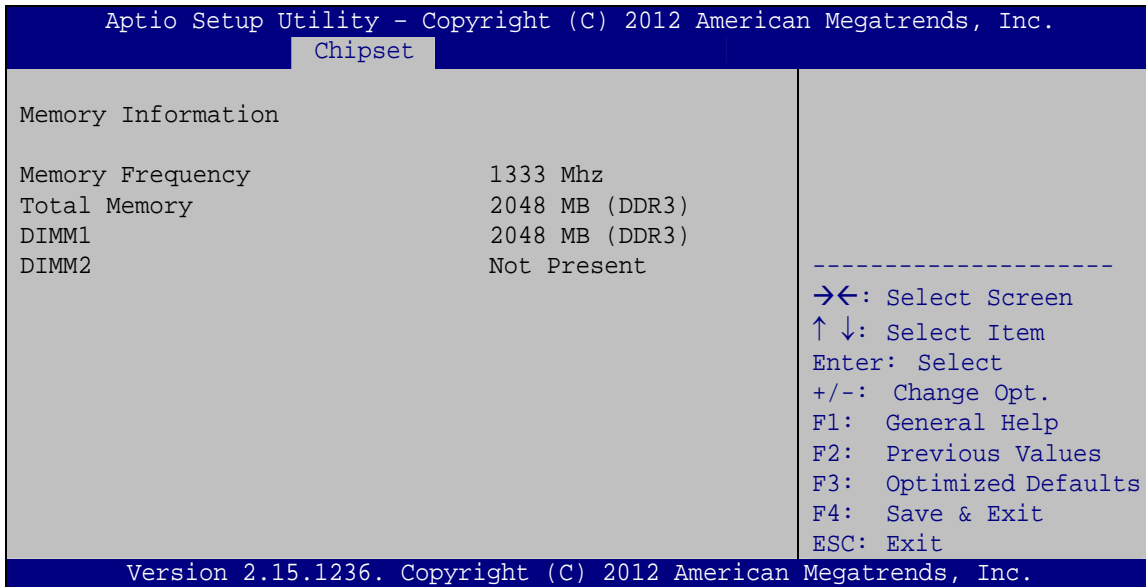 Aptio Setup Utility – Copyright (C) 2012 American Megatrends, Inc.
Chipset
Memory Information
Memory Frequency 1333 Mhz
Total Memory 2048 MB (DDR3)
DIMM1 2048 MB (DDR3)
DIMM2 Not Present
---------------------
→←: Select Screen
↑ ↓: Select Item
Enter: Select
+/-: Change Opt.
F1: General Help
F2: Previous Values
F3: Optimized Defaults
F4: Save & Exit
ESC: Exit
Version 2.15.1236. Copyright (C) 2012 American Megatrends, Inc.